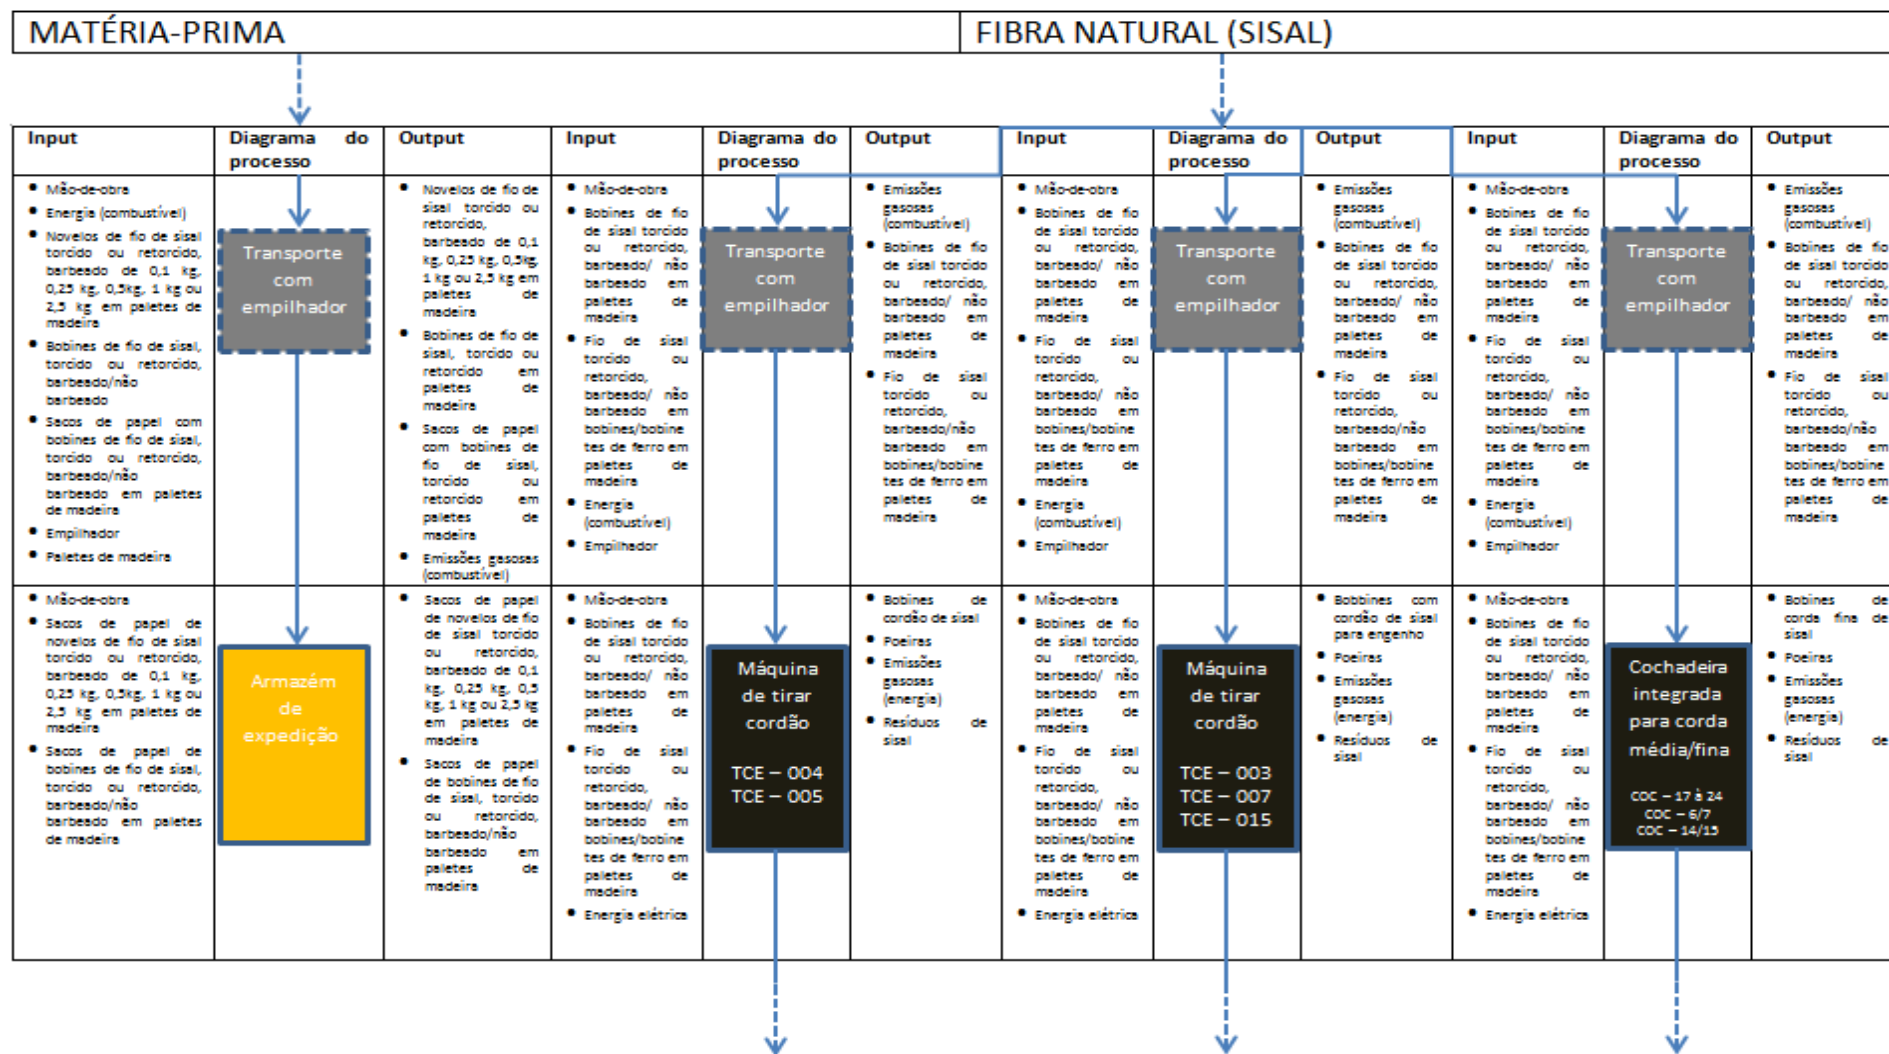 MATÉRIA-PRIMA
FIBRA NATURAL (SISAL)
Input
Diagrama do
processo
Output
Input
Diagrama do
processo
Output
Input
Diagrama do
processo
Output
Input
Diagrama do
processo
Output
• Mão-de-obra
• Energia (combustível)
• Novelos de fio de sisal
torcido ou retorcido,
barbeado de 0,1 kg,
0,25 kg, 0,5kg, 1 kg ou
2,5 kg em paletes de
madeira
• Bobines de fio de sisal,
torcido ou retorcido,
barbeado/não
barbeado
• Sacos de papel com
bobines de fio de sisal,
torcido ou retorcido,
barbeado/não
barbeado em paletes
de madeira
• Empilhador
• Paletes de madeira
Transporte
com
empilhador
• Novelos de fio de
sisal torcido ou
retorcido,
barbeado de 0,1
kg, 0,25 kg, 0,5kg,
1 kg ou 2,5 kg em
paletes de
madeira
• Bobines de fio de
sisal, torcido ou
retorcido em
paletes de
madeira
• Sacos de papel
com bobines de
fio de sisal,
torcido ou
retorcido em
paletes de
madeira
• Emissões gasosas
(combustível)
• Mão-de-obra
• Bobines de fio
de sisal torcido
ou retorcido,
barbeado/ não
barbeado em
paletes de
madeira
• Fio de sisal
torcido ou
retorcido,
barbeado/ não
barbeado em
bobines/bobine
tes de ferro em
paletes de
madeira
• Energia
(combustível)
• Empilhador
Transporte
com
empilhador
• Emissões
gasosas
(combustível)
• Bobines de fio
de sisal torcido
ou retorcido,
barbeado/ não
barbeado em
paletes de
madeira
• Fio de sisal
torcido ou
retorcido,
barbeado/não
barbeado em
bobines/bobine
tes de ferro em
paletes de
madeira
• Mão-de-obra
• Bobines de fio
de sisal torcido
ou retorcido,
barbeado/ não
barbeado em
paletes de
madeira
• Fio de sisal
torcido ou
retorcido,
barbeado/ não
barbeado em
bobines/bobine
tes de ferro em
paletes de
madeira
• Energia
(combustível)
• Empilhador
Transporte
com
empilhador
• Emissões
gasosas
(combustível)
• Bobines de fio
de sisal torcido
ou retorcido,
barbeado/ não
barbeado em
paletes de
madeira
• Fio de sisal
torcido ou
retorcido,
barbeado/não
barbeado em
bobines/bobine
tes de ferro em
paletes de
madeira
• Mão-de-obra
• Bobines de fio
de sisal torcido
ou retorcido,
barbeado/ não
barbeado em
paletes de
madeira
• Fio de sisal
torcido ou
retorcido,
barbeado/ não
barbeado em
bobines/bobine
tes de ferro em
paletes de
madeira
• Energia
(combustível)
• Empilhador
Transporte
com
empilhador
• Emissões
gasosas
(combustível)
• Bobines de fio
de sisal torcido
ou retorcido,
barbeado/ não
barbeado em
paletes de
madeira
• Fio de sisal
torcido ou
retorcido,
barbeado/não
barbeado em
bobines/bobine
tes de ferro em
paletes de
madeira
• Mão-de-obra
• Sacos de papel de
novelos de fio de sisal
torcido ou retorcido,
barbeado de 0,1 kg,
0,25 kg, 0,5kg, 1 kg ou
2,5 kg em paletes de
madeira
• Sacos de papel de
bobines de fio de sisal,
torcido ou retorcido,
barbeado/não
barbeado em paletes
de madeira
Armazém
de
expedição
• Sacos de papel
de novelos de fio
de sisal torcido
ou retorcido,
barbeado de 0,1
kg, 0,25 kg, 0,5
kg, 1 kg ou 2,5 kg
em paletes de
madeira
• Sacos de papel
de bobines de fio
de sisal, torcido
ou retorcido,
barbeado/não
barbeado em
paletes de
madeira
• Mão-de-obra
• Bobines de fio
de sisal torcido
ou retorcido,
barbeado/ não
barbeado em
paletes de
madeira
• Fio de sisal
torcido ou
retorcido,
barbeado/ não
barbeado em
bobines/bobine
tes de ferro em
paletes de
madeira
• Energia elétrica
Máquina
de tirar
cordão
TCE – 004
TCE – 005
• Bobines de
cordão de sisal
• Poeiras
• Emissões
gasosas
(energia)
• Resíduos de
sisal
• Mão-de-obra
• Bobines de fio
de sisal torcido
ou retorcido,
barbeado/ não
barbeado em
paletes de
madeira
• Fio de sisal
torcido ou
retorcido,
barbeado/ não
barbeado em
bobines/bobine
tes de ferro em
paletes de
madeira
• Energia elétrica
Máquina
de tirar
cordão
TCE – 003
TCE – 007
TCE – 015
• Bobbines com
cordão de sisal
para engenho
• Poeiras
• Emissões
gasosas
(energia)
• Resíduos de
sisal
• Mão-de-obra
• Bobines de fio
de sisal torcido
ou retorcido,
barbeado/ não
barbeado em
paletes de
madeira
• Fio de sisal
torcido ou
retorcido,
barbeado/ não
barbeado em
bobines/bobine
tes de ferro em
paletes de
madeira
• Energia elétrica
Cochadeira
integrada
para corda
média/fina
COC – 17 à 24
COC – 6/7
COC – 14/15
• Bobines de
corda fina de
sisal
• Poeiras
• Emissões
gasosas
(energia)
• Resíduos de
sisal